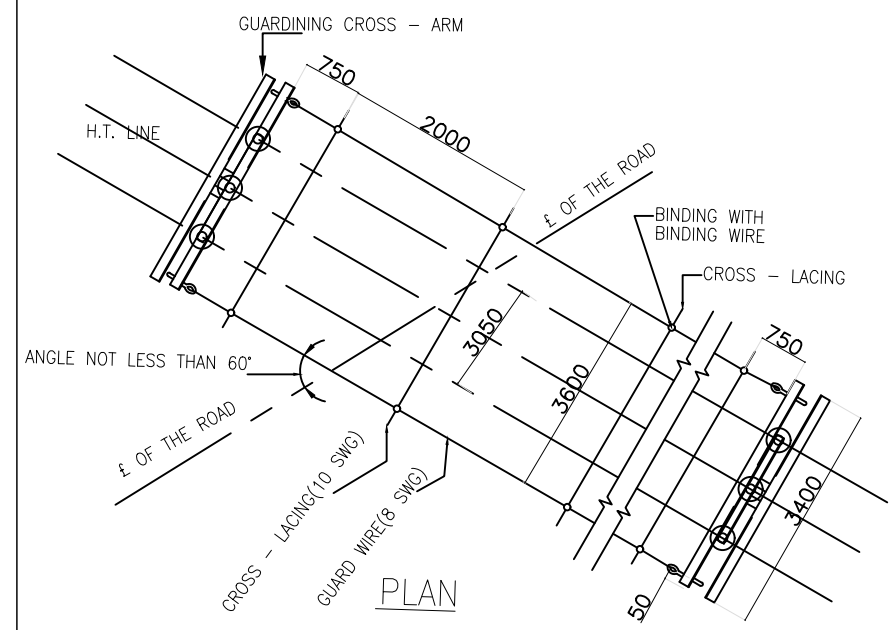 GUARDINING CROSS - ARM
750
2000
H.T. LINE
£ OF THE ROAD
BINDING WITH
BINDING WIRE
CROSS - LACING
3050
750
ANGLE NOT LESS THAN 60°
3600
£ OF THE ROAD
3400
CROSS - LACING(10 SWG)
GUARD WIRE(8 SWG)
50
PLAN